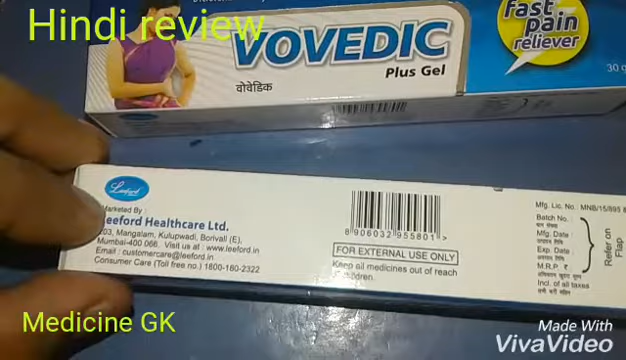 Hindi review
Fast
Pain
reliever
VOVEDIC
Plus Gel
वोवेडिक
30 g
Leeford
Marketed By :
Leeford Healthcare Ltd.
203, Mangalam, Kulupwadi, Borivali (E),
Mumbai-400 066. Visit us at : www.leeford.in
Email : customercare@leeford.in
Consumer Care (Toll free no.) 1800-160-2322
8 906032 955801 >
FOR EXTERNAL USE ONLY
Keep all medicines out of reach
children.
Mfg. Lic. No. MNB/15/895
Batch No.
Mfg. Date
Exp. Date
M.R.P. ₹
Incl. of all taxes
Refer on
Flap
Medicine GK
Made With
VivaVideo